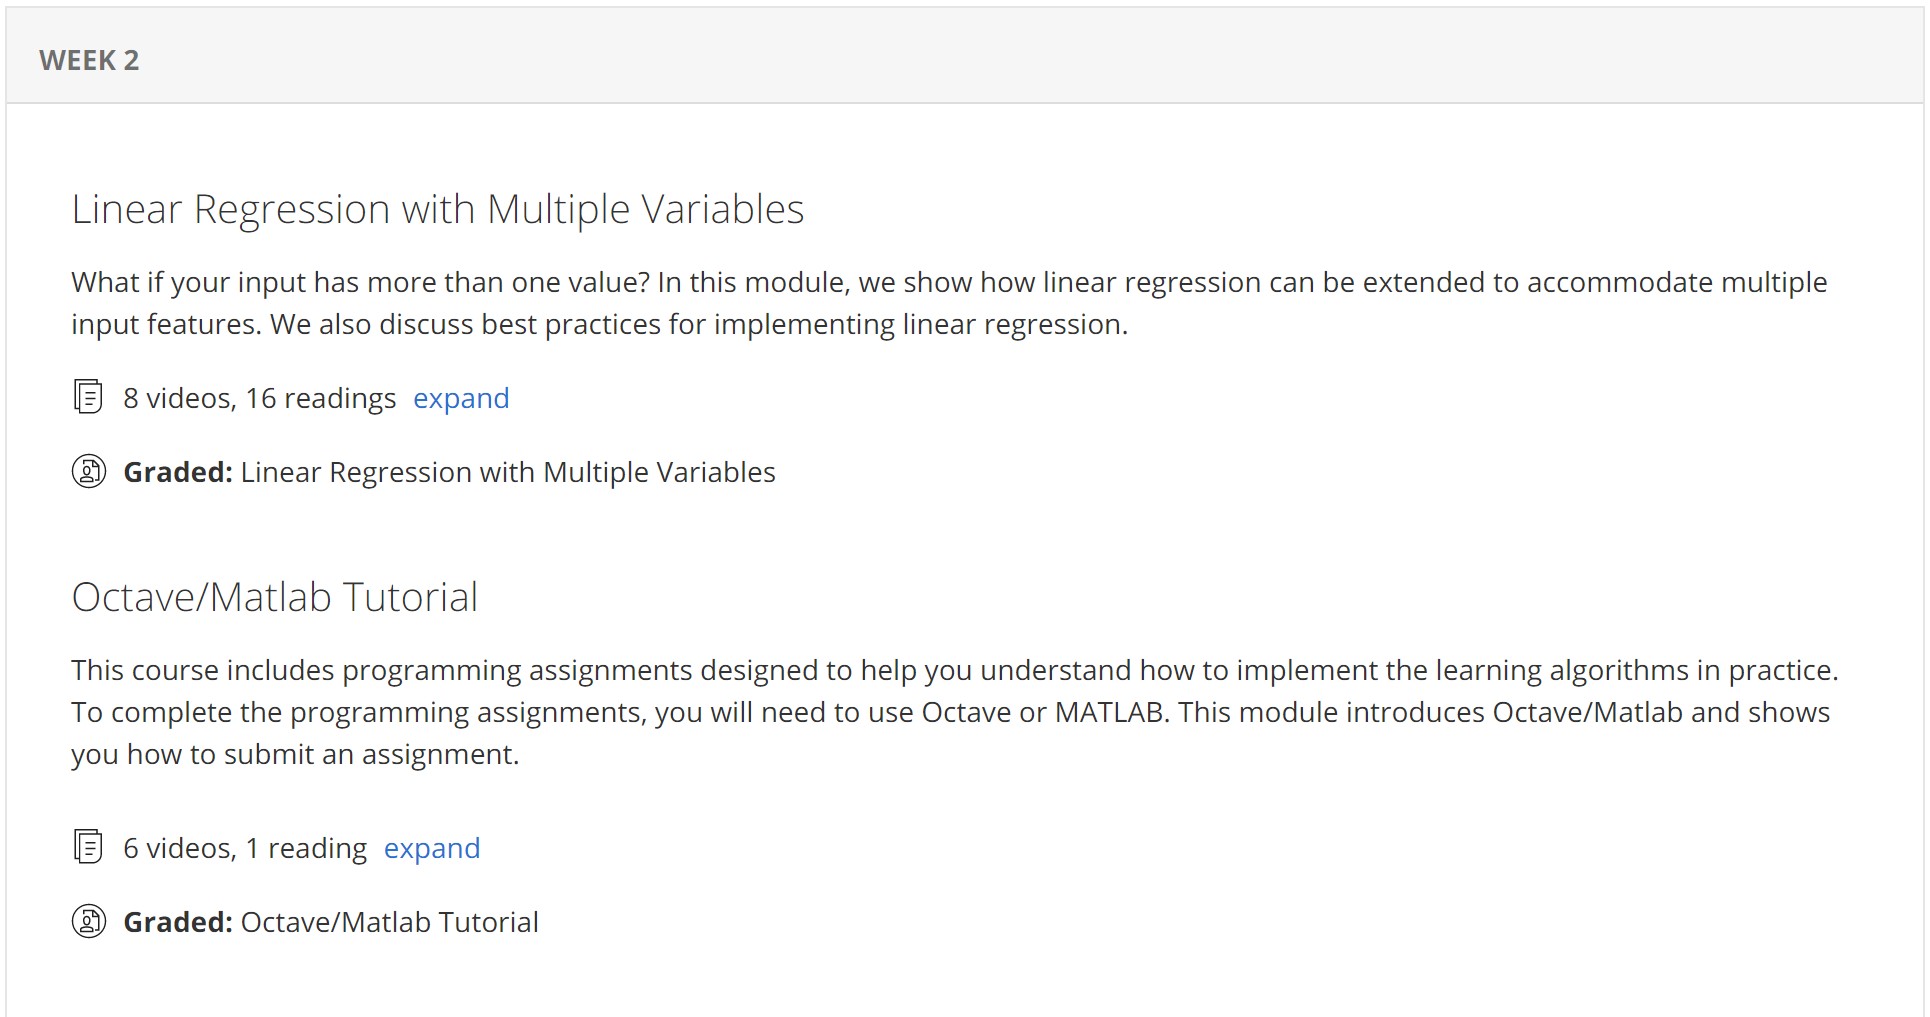 WEEK 2
Linear Regression with Multiple Variables
What if your input has more than one value? In this module, we show how linear regression can be extended to accommodate multiple
input features. We also discuss best practices for implementing linear regression.
8 videos, 16 readings expand
Graded: Linear Regression with Multiple Variables
Octave/Matlab Tutorial
This course includes programming assignments designed to help you understand how to implement the learning algorithms in practice.
To complete the programming assignments, you will need to use Octave or MATLAB. This module introduces Octave/Matlab and shows
you how to submit an assignment.
6 videos, 1 reading expand
Graded: Octave/Matlab Tutorial